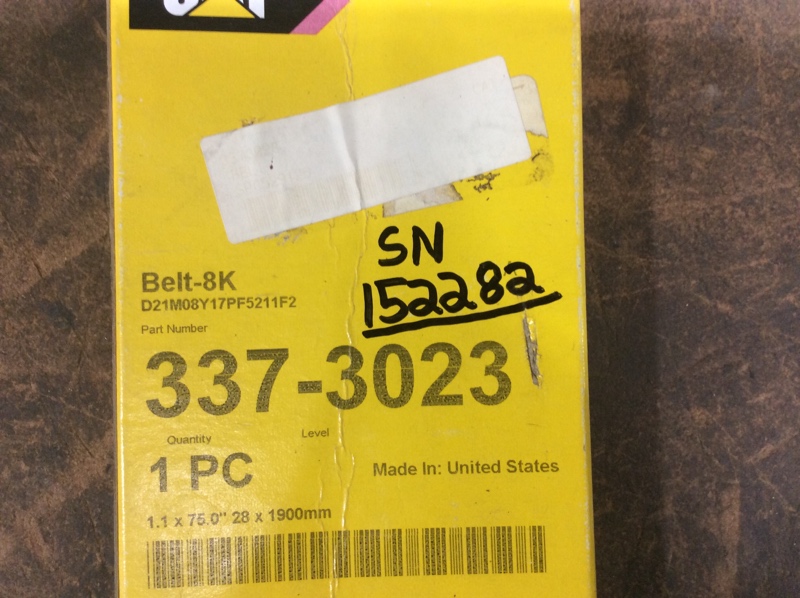 SN
152282
Belt-8K
D21M08Y17PF5211F2
Part Number
337-3023
Quantity Level
1 PC
Made In: United States
1.1 x 75.0" 28 x 1900mm